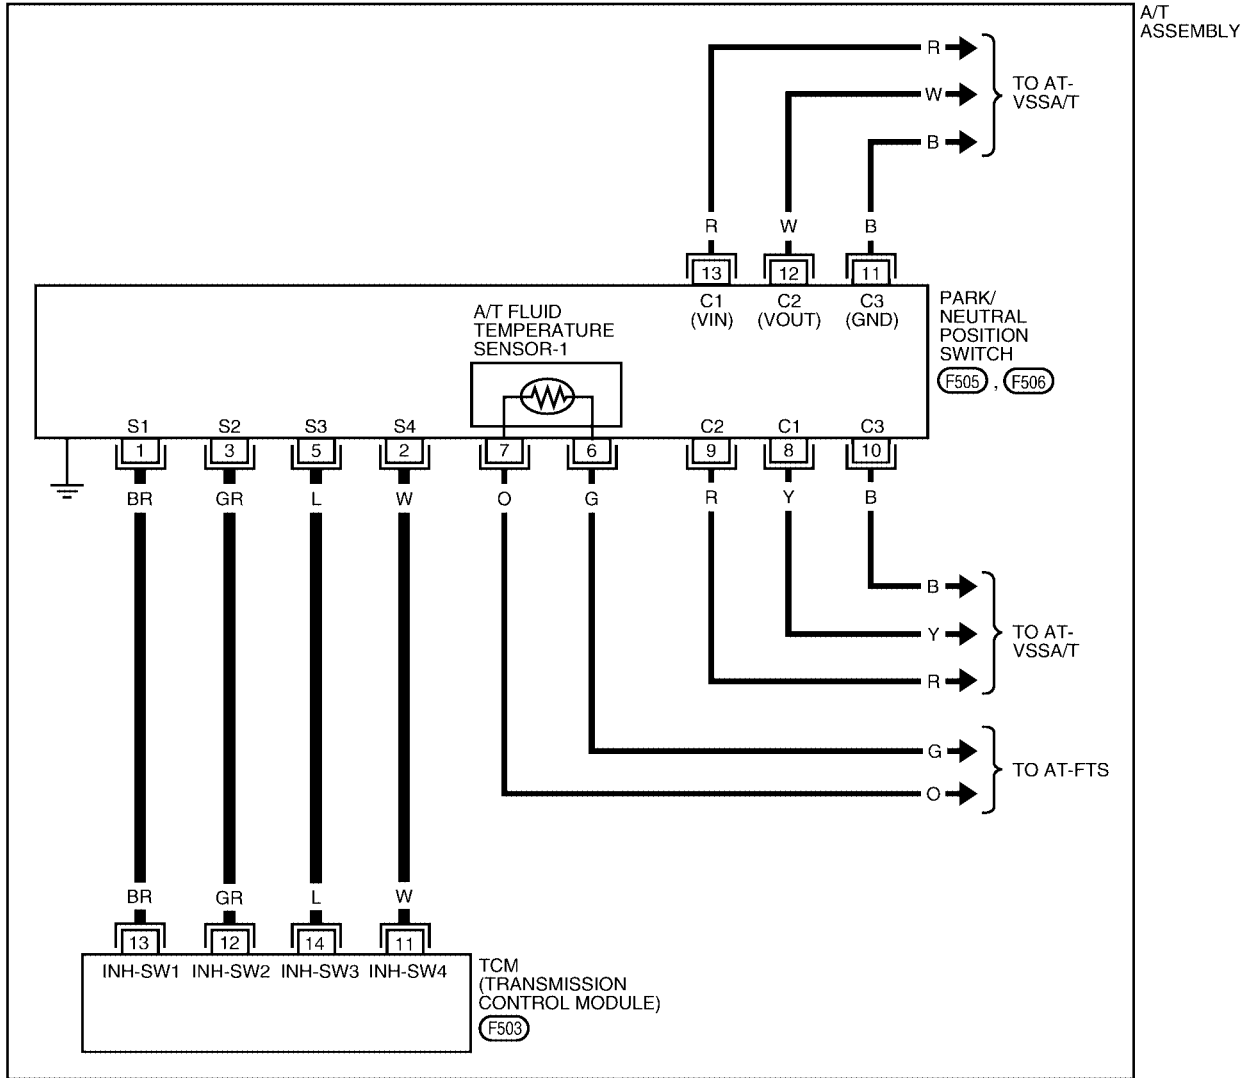 A/T
ASSEMBLY
R
W
B
TO AT-
VSSA/T
R W B
13 12 11
C1 C2 C3
(VIN) (VOUT) (GND)
PARK/
NEUTRAL
POSITION
SWITCH
F505 , F506
A/T FLUID
TEMPERATURE
SENSOR-1
S1 S2 S3 S4 C2 C1 C3
1 3 5 2 7 6 9 8 10
BR GR L W O G R Y B
B
Y
R
TO AT-
VSSA/T
G
O
TO AT-FTS
BR GR L W
13 12 14 11
INH-SW1 INH-SW2 INH-SW3 INH-SW4
TCM
(TRANSMISSION
CONTROL MODULE)
F503